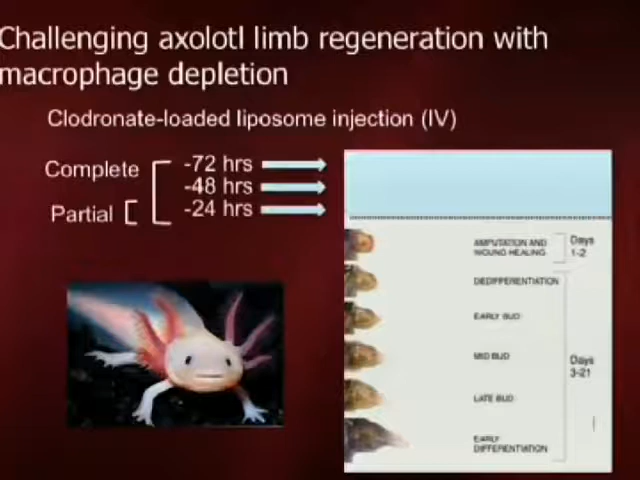 Challenging axolotl limb regeneration with
macrophage depletion
Clodronate-loaded liposome injection (IV)
Complete
-72 hrs
-48 hrs
Partial
-24 hrs
AMPUTATION AND
WOUND HEALING
Days
1-2
DEDIFFERENTIATION
EARLY BUD
MID BUD
Days
3-21
LATE BUD
EARLY
DIFFERENTIATION